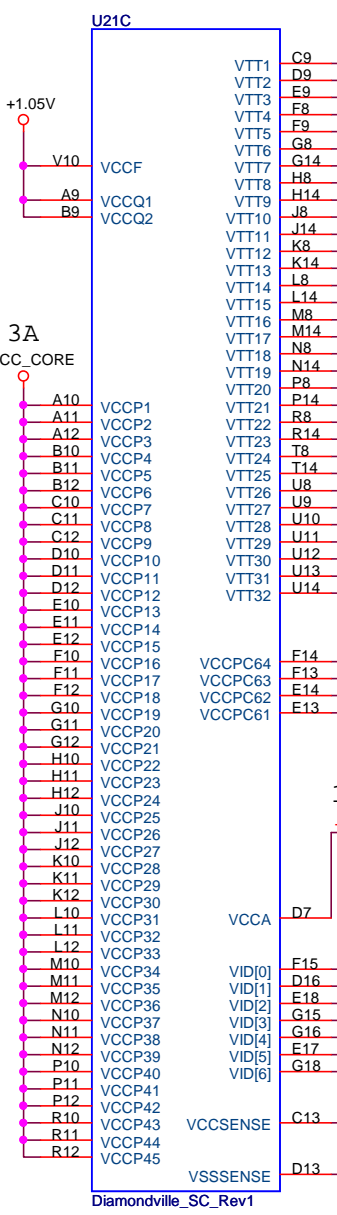 U21C
+1.05V
V10 VCCF
A9 VCCQ1
B9 VCCQ2
3A
CC_CORE
A10 VCCP1
A11 VCCP2
A12 VCCP3
B10 VCCP4
B11 VCCP5
B12 VCCP6
C10 VCCP7
C11 VCCP8
C12 VCCP9
D10 VCCP10
D11 VCCP11
D12 VCCP12
E10 VCCP13
E11 VCCP14
E12 VCCP15
F10 VCCP16
F11 VCCP17
F12 VCCP18
G10 VCCP19
G11 VCCP20
G12 VCCP21
H10 VCCP22
H11 VCCP23
H12 VCCP24
J10 VCCP25
J11 VCCP26
J12 VCCP27
K10 VCCP28
K11 VCCP29
K12 VCCP30
L10 VCCP31
L11 VCCP32
L12 VCCP33
M10 VCCP34
M11 VCCP35
M12 VCCP36
N10 VCCP37
N11 VCCP38
N12 VCCP39
P10 VCCP40
P11 VCCP41
P12 VCCP42
R10 VCCP43
R11 VCCP44
R12 VCCP45
VTT1 C9
VTT2 D9
VTT3 E9
VTT4 F8
VTT5 F9
VTT6 G8
VTT7 G14
VTT8 H8
VTT9 H14
VTT10 J8
VTT11 J14
VTT12 K8
VTT13 K14
VTT14 L8
VTT15 L14
VTT16 M8
VTT17 M14
VTT18 N8
VTT19 N14
VTT20 P8
VTT21 P14
VTT22 R8
VTT23 R14
VTT24 T8
VTT25 T14
VTT26 U8
VTT27 U9
VTT28 U10
VTT29 U11
VTT30 U12
VTT31 U13
VTT32 U14
VCCPC64 F14
VCCPC63 F13
VCCPC62 E14
VCCPC61 E13
VCCA D7
VID[0] F15
VID[1] D16
VID[2] E18
VID[3] G15
VID[4] G16
VID[5] E17
VID[6] G18
VCCSENSE C13
VSSSENSE D13
Diamondville_SC_Rev1